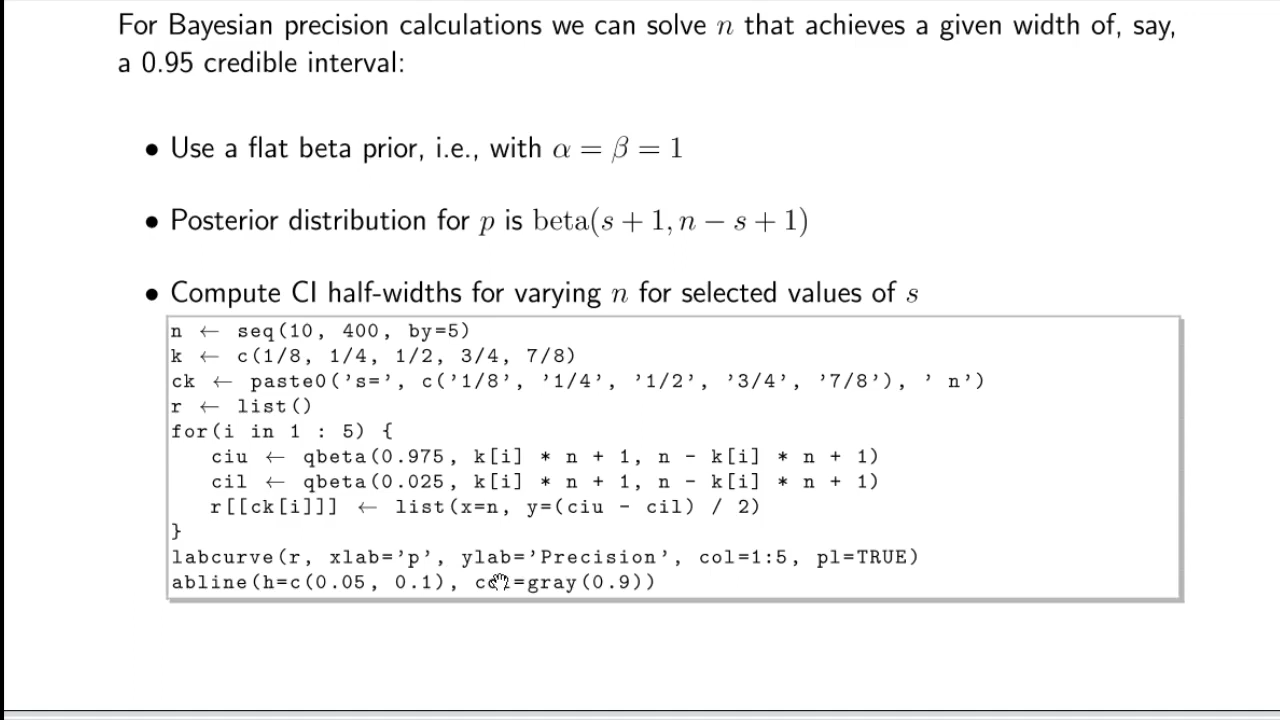 For Bayesian precision calculations we can solve n that achieves a given width of, say,
a 0.95 credible interval:
• Use a flat beta prior, i.e., with α = β = 1
• Posterior distribution for p is beta(s + 1, n − s + 1)
• Compute CI half-widths for varying n for selected values of s
n ← seq(10, 400, by=5)
k ← c(1/8, 1/4, 1/2, 3/4, 7/8)
ck ← paste0('s=', c('1/8', '1/4', '1/2', '3/4', '7/8'), ' n')
r ← list()
for(i in 1 : 5) {
ciu ← qbeta(0.975, k[i] * n + 1, n - k[i] * n + 1)
cil ← qbeta(0.025, k[i] * n + 1, n - k[i] * n + 1)
r[[ck[i]]] ← list(x=n, y=(ciu - cil) / 2)
}
labcurve(r, xlab='p', ylab='Precision', col=1:5, pl=TRUE)
abline(h=c(0.05, 0.1), col=gray(0.9))